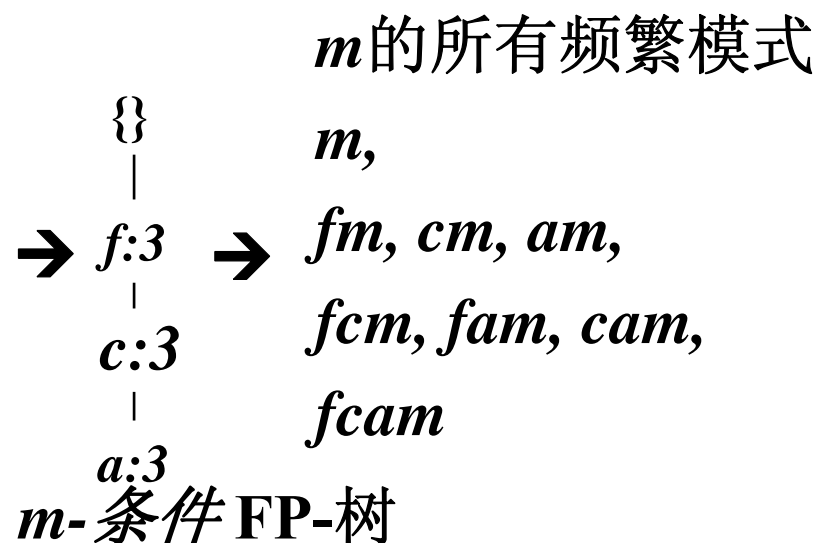 m的所有频繁模式
{}
m,
➔ f:3 ➔ fm, cm, am,
c:3
fcm, fam, cam,
fcam
a:3
m-条件 FP-树